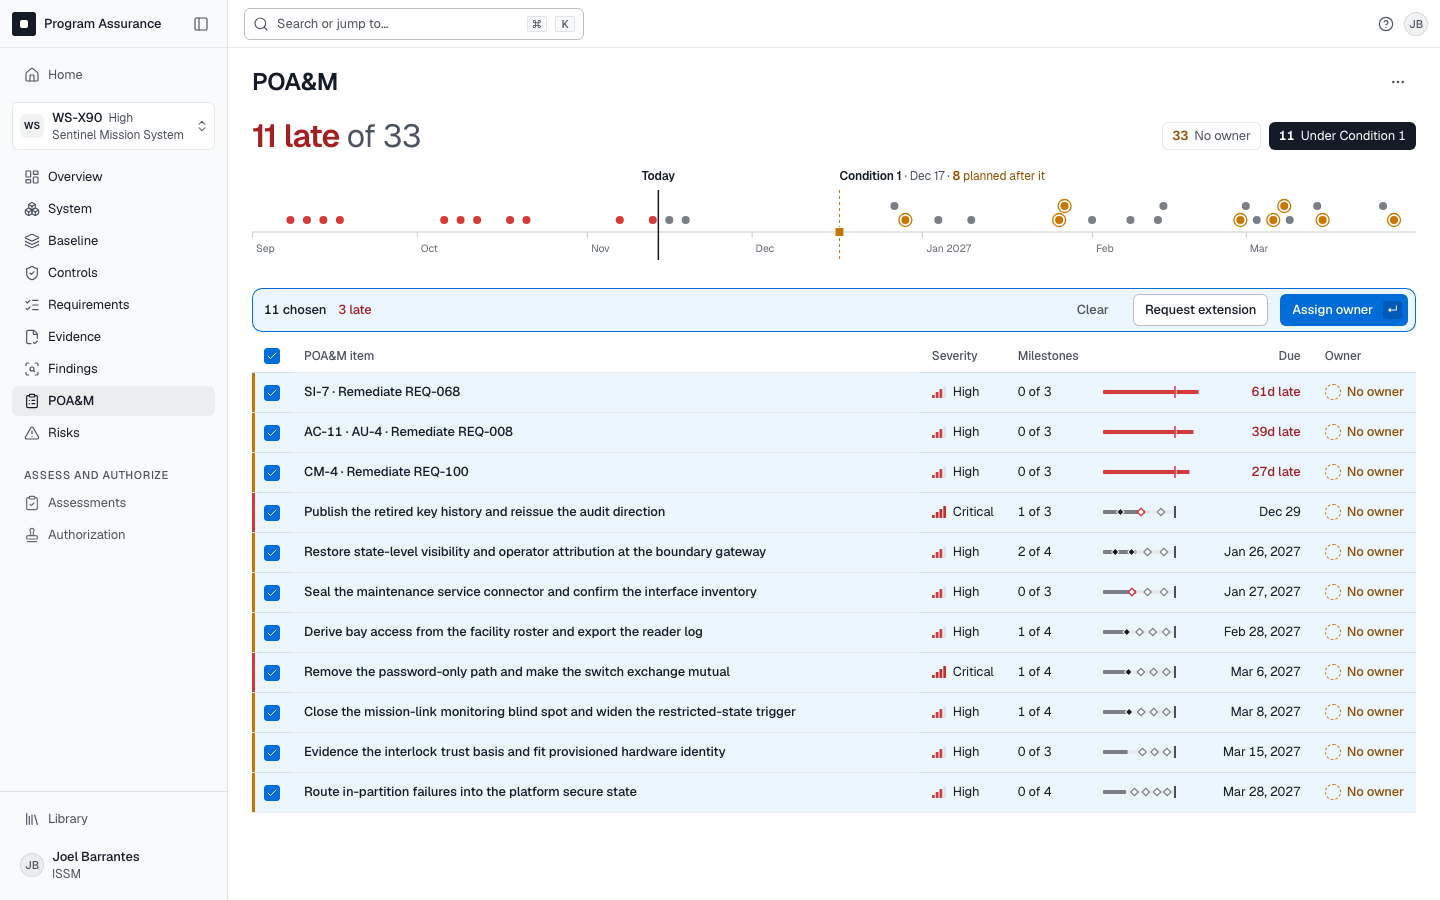 Program Assurance
Search or jump to…
⌘ K
JB
Home
WS
WS-X90 High
Sentinel Mission System
Overview
System
Baseline
Controls
Requirements
Evidence
Findings
POA&M
Risks
ASSESS AND AUTHORIZE
Assessments
Authorization
Library
JB
Joel Barrantes
ISSM
POA&M
11 late of 33
33 No owner
11 Under Condition 1
Today
Condition 1 · Dec 17 · 8 planned after it
Sep Oct Nov Dec Jan 2027 Feb Mar
11 chosen 3 late
Clear Request extension Assign owner
POA&M item Severity Milestones Due Owner
SI-7 · Remediate REQ-068 High 0 of 3 61d late No owner
AC-11 · AU-4 · Remediate REQ-008 High 0 of 3 39d late No owner
CM-4 · Remediate REQ-100 High 0 of 3 27d late No owner
Publish the retired key history and reissue the audit direction Critical 1 of 3 Dec 29 No owner
Restore state-level visibility and operator attribution at the boundary gateway High 2 of 4 Jan 26, 2027 No owner
Seal the maintenance service connector and confirm the interface inventory High 0 of 3 Jan 27, 2027 No owner
Derive bay access from the facility roster and export the reader log High 1 of 4 Feb 28, 2027 No owner
Remove the password-only path and make the switch exchange mutual Critical 1 of 4 Mar 6, 2027 No owner
Close the mission-link monitoring blind spot and widen the restricted-state trigger High 1 of 4 Mar 8, 2027 No owner
Evidence the interlock trust basis and fit provisioned hardware identity High 0 of 3 Mar 15, 2027 No owner
Route in-partition failures into the platform secure state High 0 of 4 Mar 28, 2027 No owner